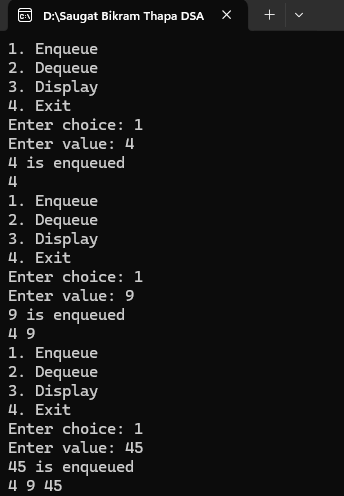 D:\Saugat Bikram Thapa DSA
1. Enqueue
2. Dequeue
3. Display
4. Exit
Enter choice: 1
Enter value: 4
4 is enqueued
4
1. Enqueue
2. Dequeue
3. Display
4. Exit
Enter choice: 1
Enter value: 9
9 is enqueued
4 9
1. Enqueue
2. Dequeue
3. Display
4. Exit
Enter choice: 1
Enter value: 45
45 is enqueued
4 9 45